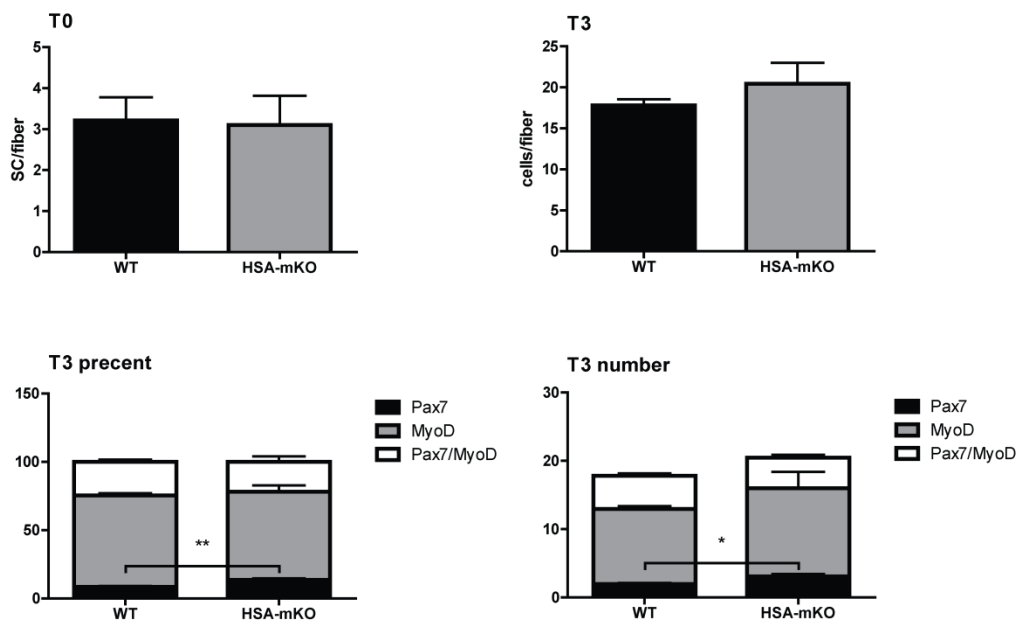 T0
5
4
3
2
1
0
SC/fiber
WT
HSA-mKO
T3
25
20
15
10
5
0
cells/fiber
WT
HSA-mKO
T3 precent
150
100
50
0
**
WT
HSA-mKO
Pax7
MyoD
Pax7/MyoD
T3 number
30
20
10
0
*
WT
HSA-mKO
Pax7
MyoD
Pax7/MyoD